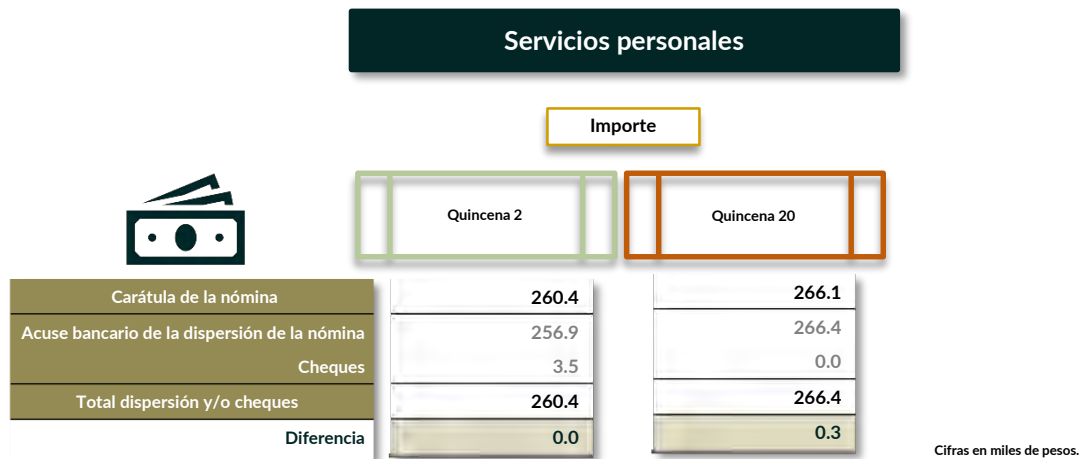 Servicios personales
Importe
Quincena 2
Quincena 20
Carátula de la nómina 260.4 266.1
Acuse bancario de la dispersión de la nómina 256.9 266.4
Cheques 3.5 0.0
Total dispersión y/o cheques 260.4 266.4
Diferencia 0.0 0.3
Cifras en miles de pesos.